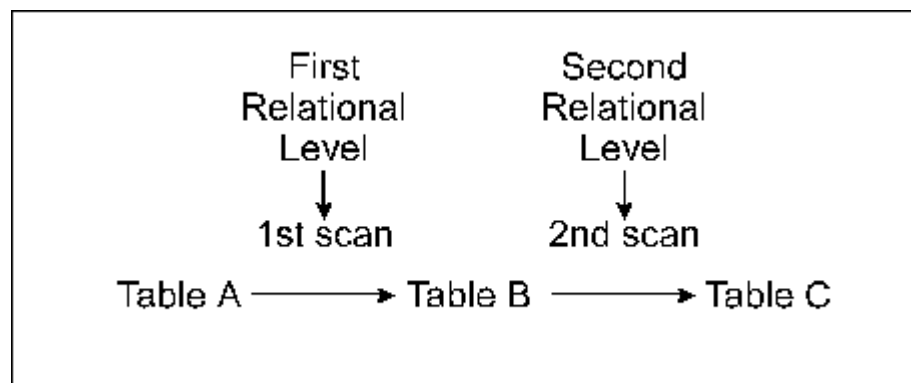 First
Relational
Level
1st scan
Second
Relational
Level
2nd scan
Table A
Table B
Table C